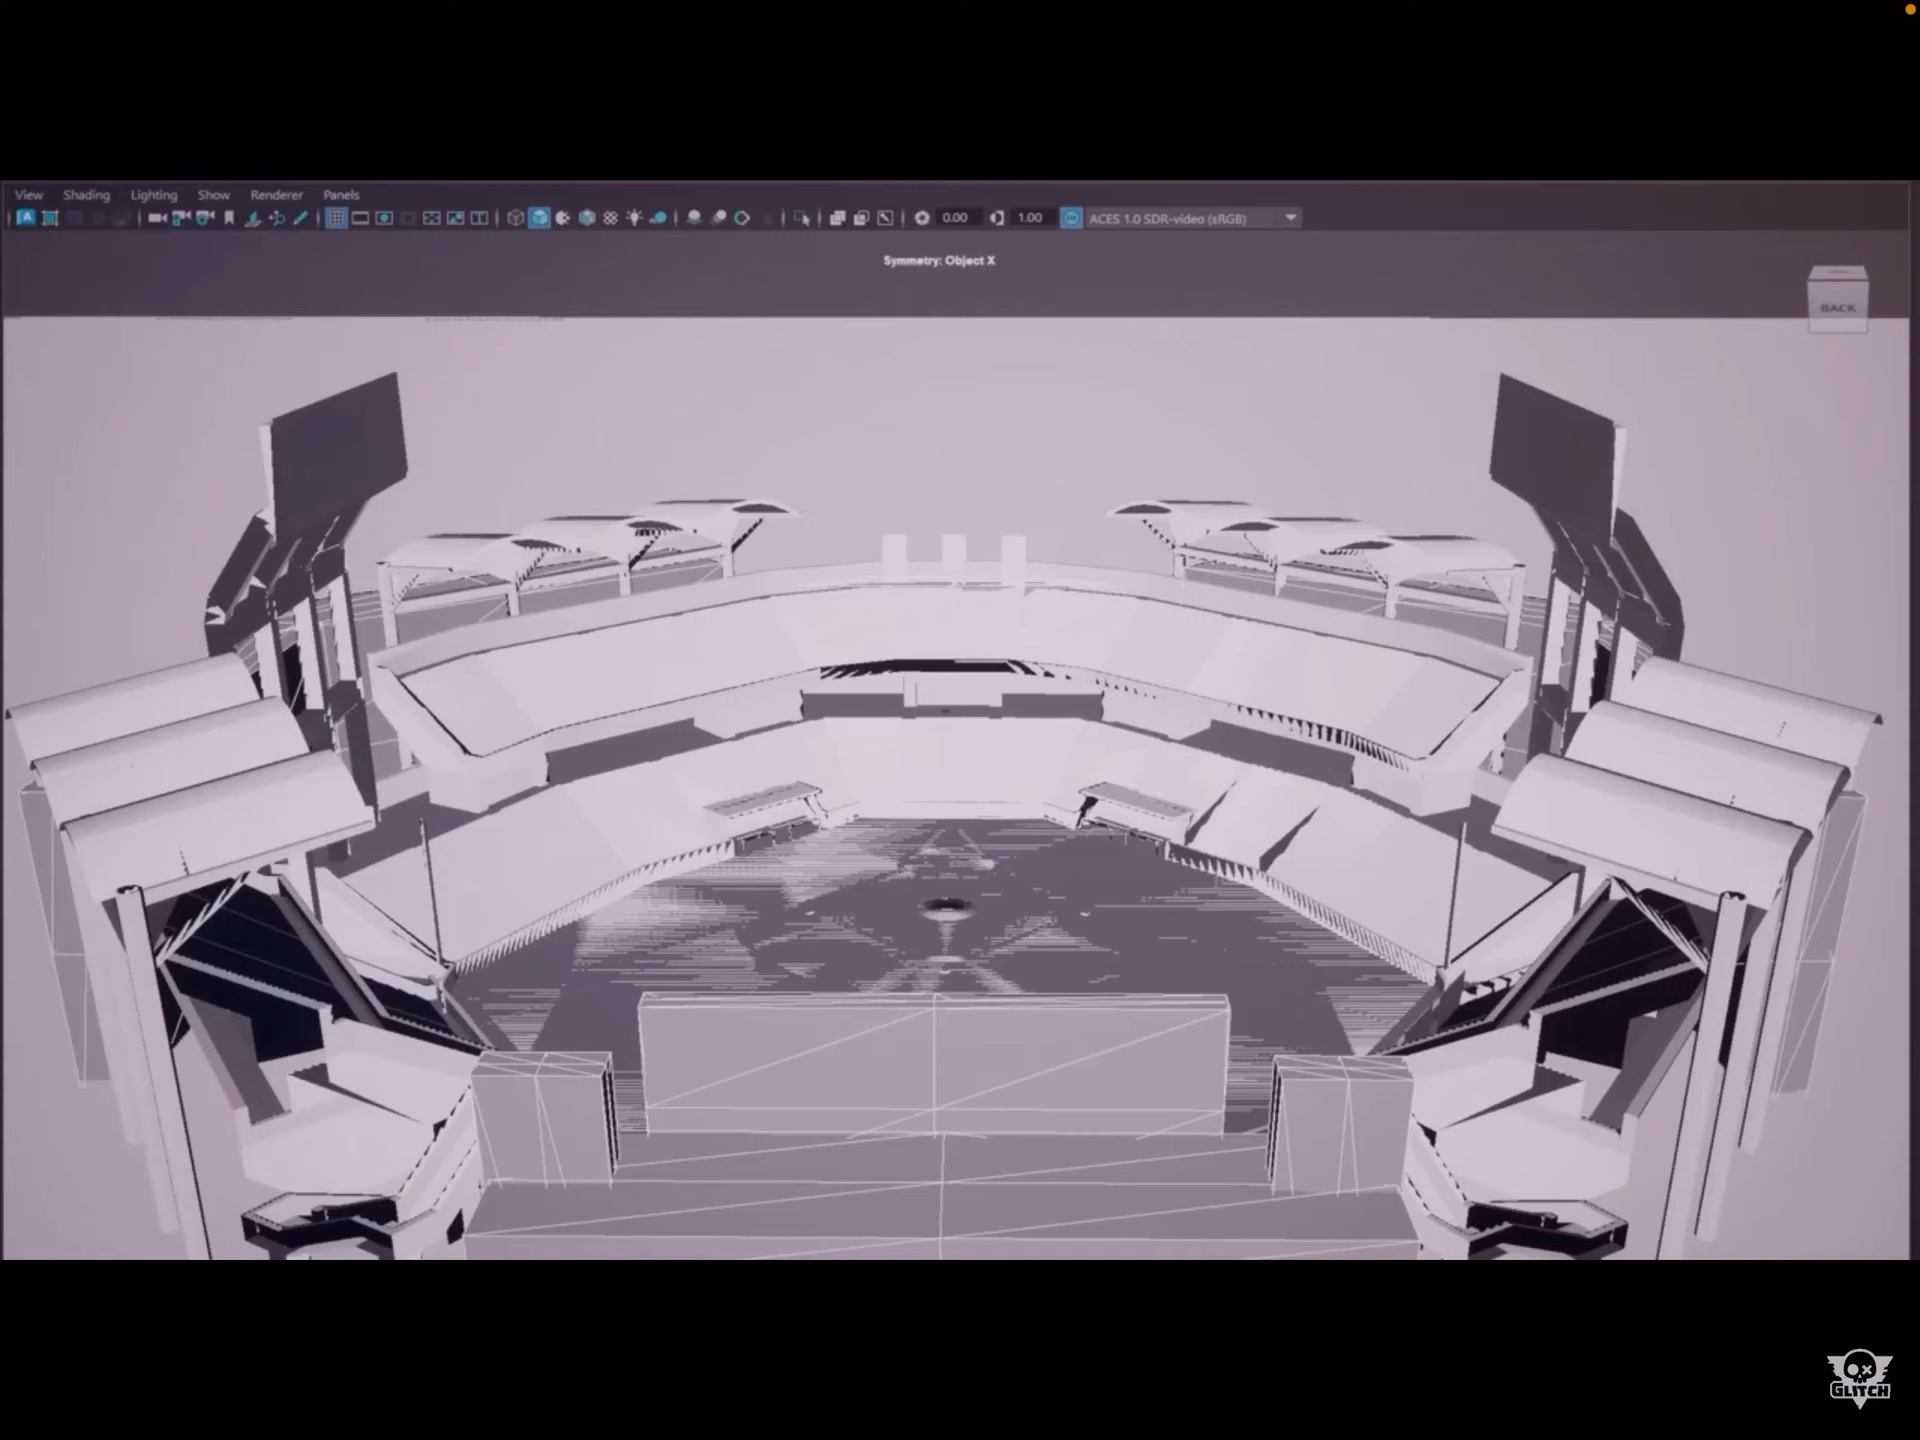 View Shading Lighting Show Renderer Panels
0.00 1.00 ACES 1.0 SDR-video (sRGB)
Symmetry: Object X
BACK
GLITCH